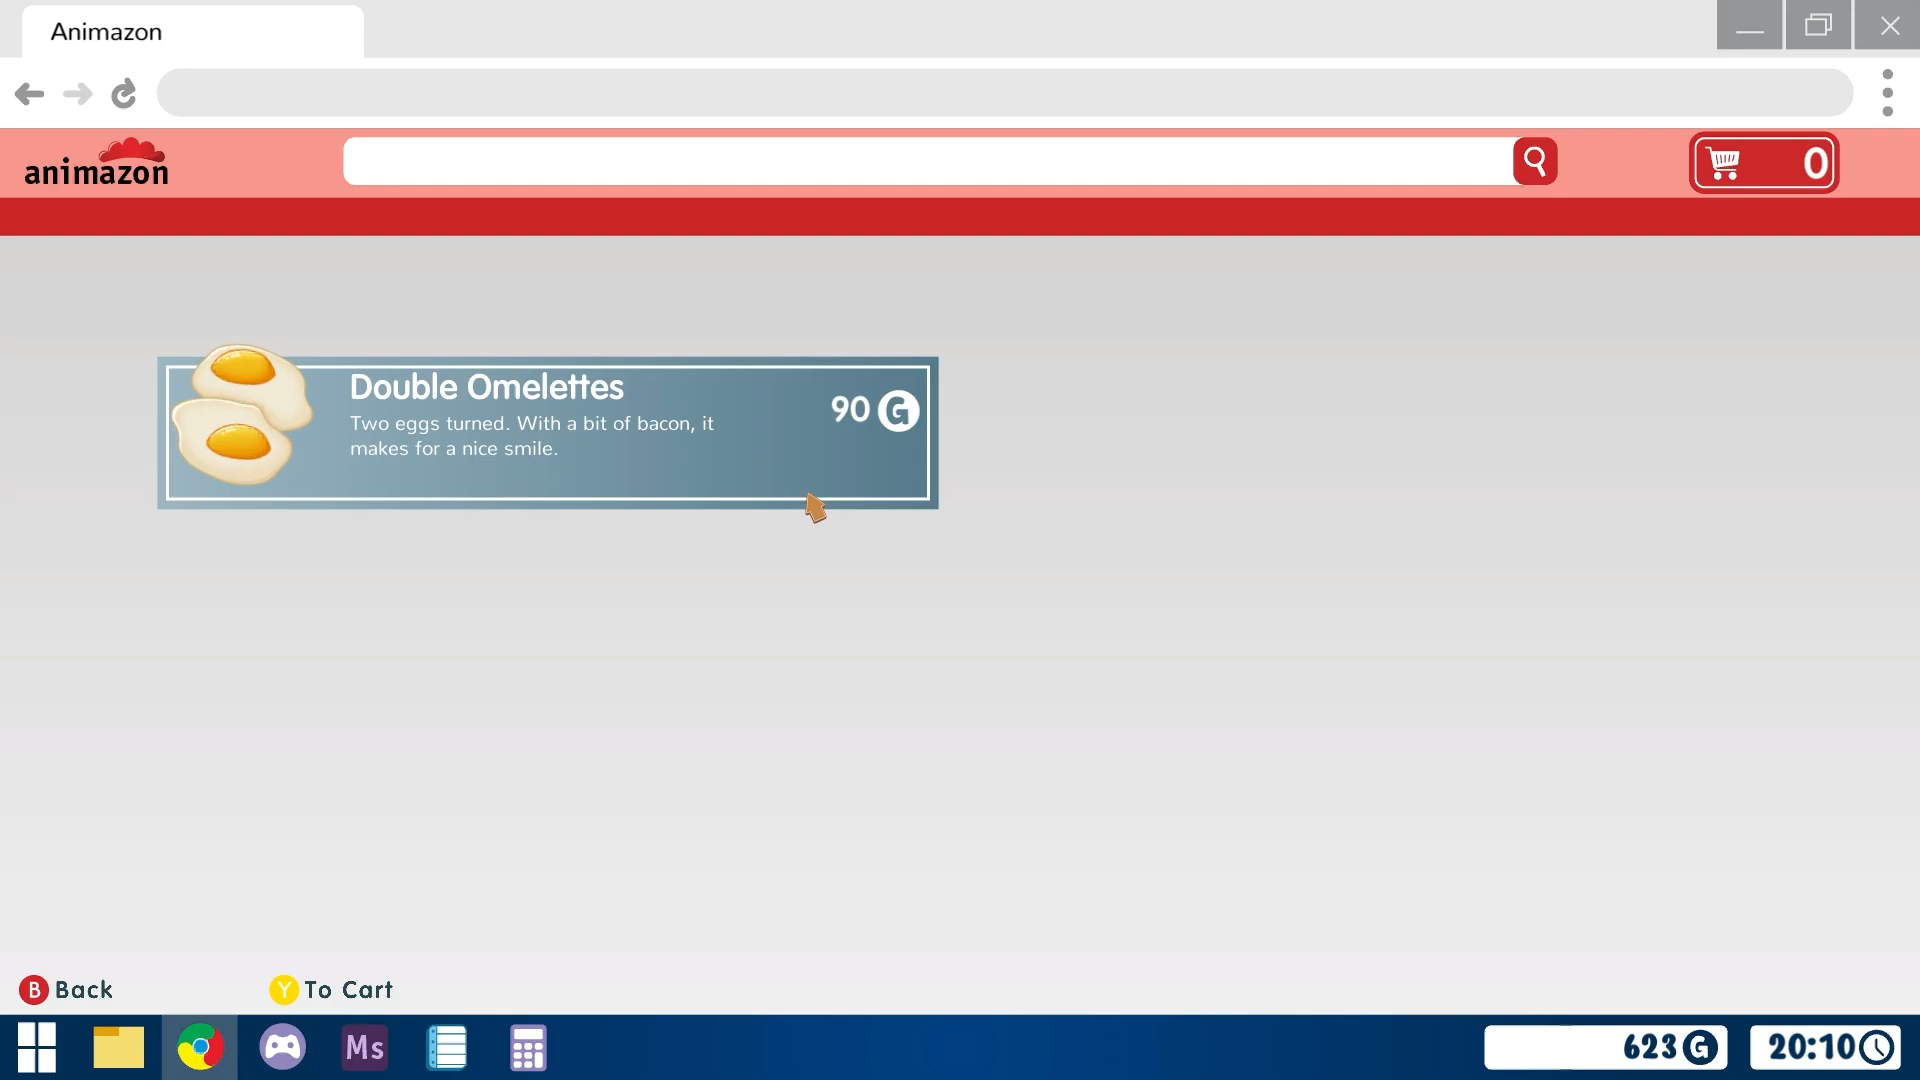 Animazon
animazon
0
Double Omelettes
90 G
Two eggs turned. With a bit of bacon, it
makes for a nice smile.
B Back
Y To Cart
Ms
623 G
20:10